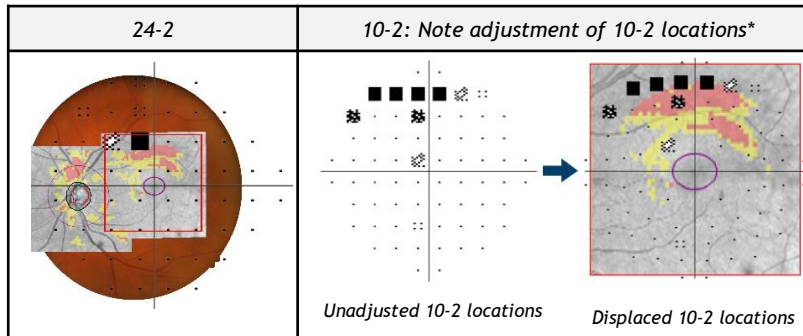 24-2
10-2: Note adjustment of 10-2 locations*
Unadjusted 10-2 locations
Displaced 10-2 locations